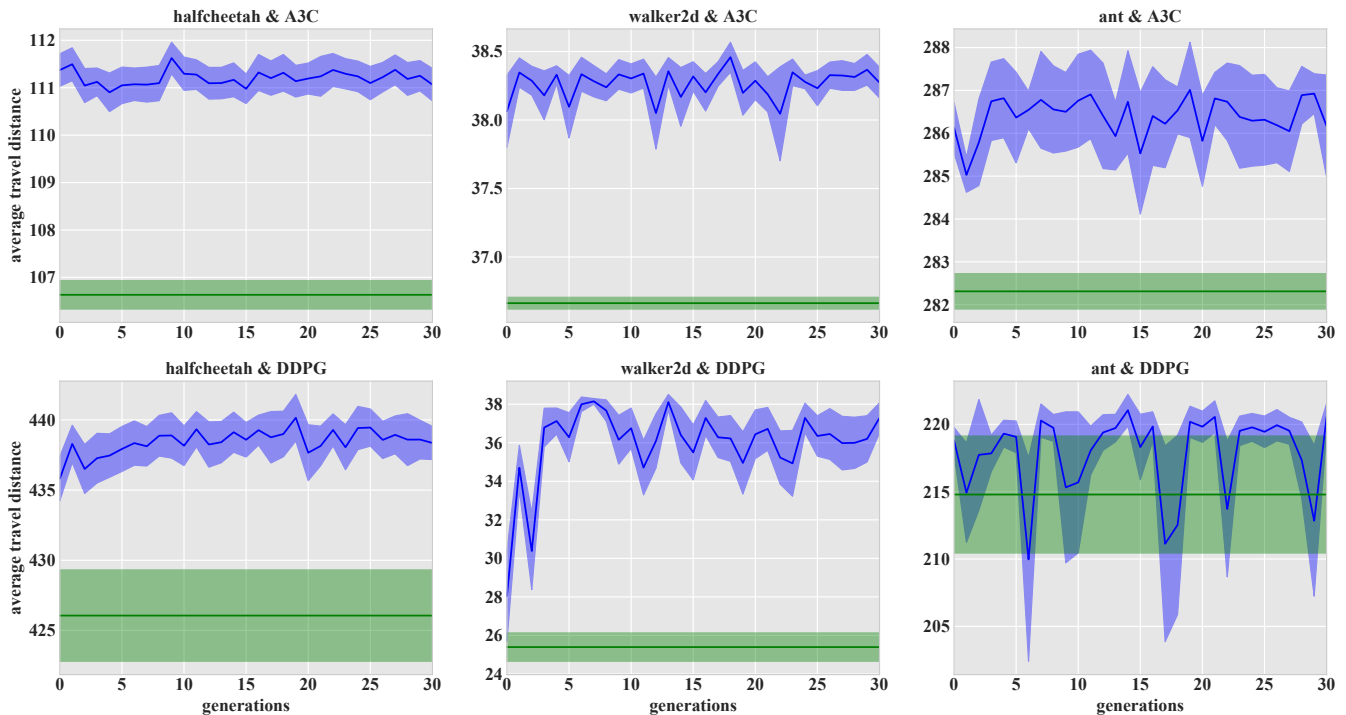 halfcheetah & A3C
walker2d & A3C
ant & A3C
average travel distance
112
111
110
109
108
107
0 5 10 15 20 25 30
38.5
38.0
37.5
37.0
0 5 10 15 20 25 30
288
287
286
285
284
283
282
0 5 10 15 20 25 30
halfcheetah & DDPG
walker2d & DDPG
ant & DDPG
average travel distance
440
435
430
425
0 5 10 15 20 25 30
generations
38
36
34
32
30
28
26
24
0 5 10 15 20 25 30
generations
220
215
210
205
0 5 10 15 20 25 30
generations